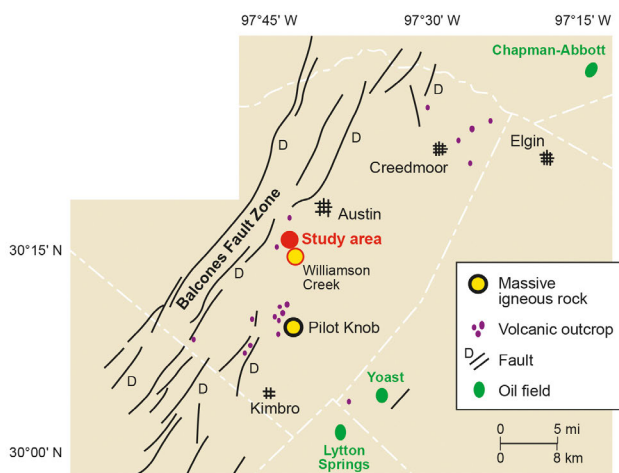 97°45' W
97°30' W
97°15' W
Chapman-Abbott
D
D
D
Creedmoor
Elgin
Austin
Balcones Fault Zone
Study area
30°15' N
D
Williamson
Creek
Massive
igneous rock
Volcanic outcrop
D
Fault
Oil field
Pilot Knob
D
D
Kimbro
Yoast
Lytton
Springs
0 5 mi
0 8 km
30°00' N